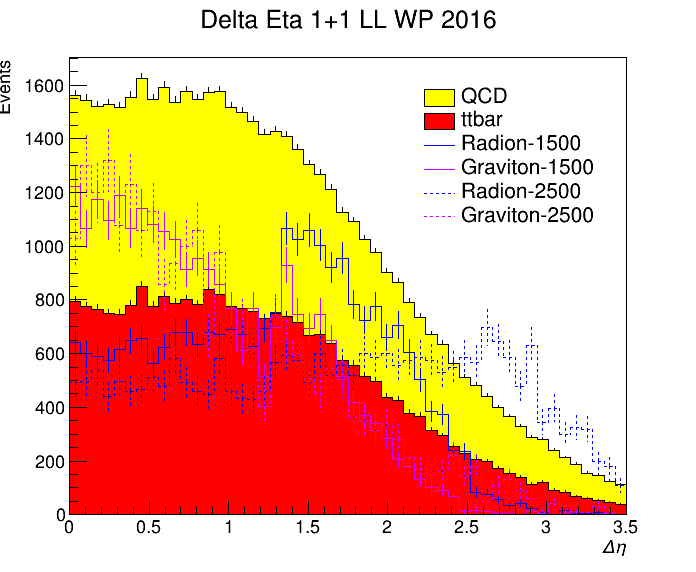 Delta Eta 1+1 LL WP 2016
Events
1600
1400
1200
1000
800
600
400
200
0
QCD
ttbar
Radion-1500
Graviton-1500
Radion-2500
Graviton-2500
0 0.5 1 1.5 2 2.5 3 3.5
Δη